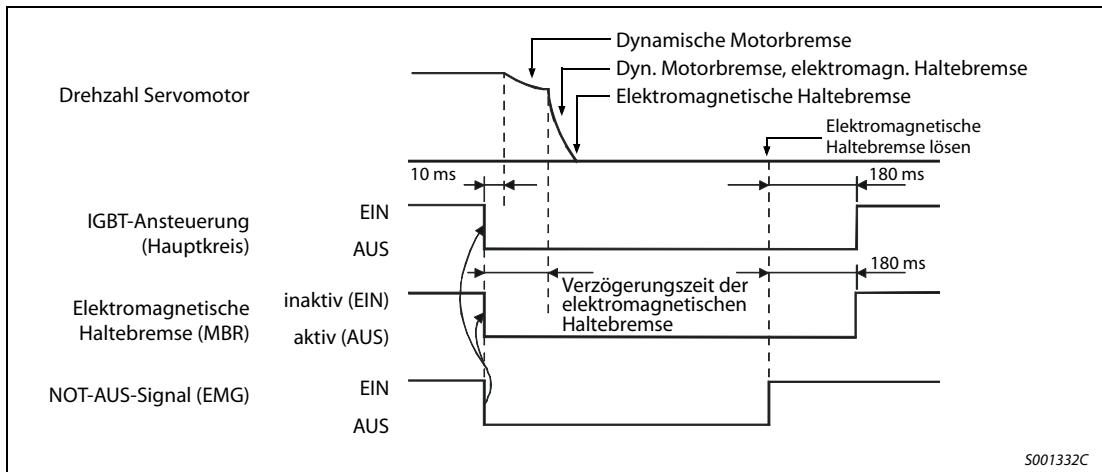 Dynamische Motorbremse
Dyn. Motorbremse, elektromagn. Haltebremse
Drehzahl Servomotor
Elektromagnetische Haltebremse
Elektromagnetische
Haltebremse lösen
10 ms
180 ms
IGBT-Ansteuerung
(Hauptkreis)
EIN
AUS
180 ms
Elektromagnetische
Haltebremse (MBR)
inaktiv (EIN)
aktiv (AUS)
Verzögerungszeit der
elektromagnetischen
Haltebremse
NOT-AUS-Signal (EMG)
EIN
AUS
S001332C